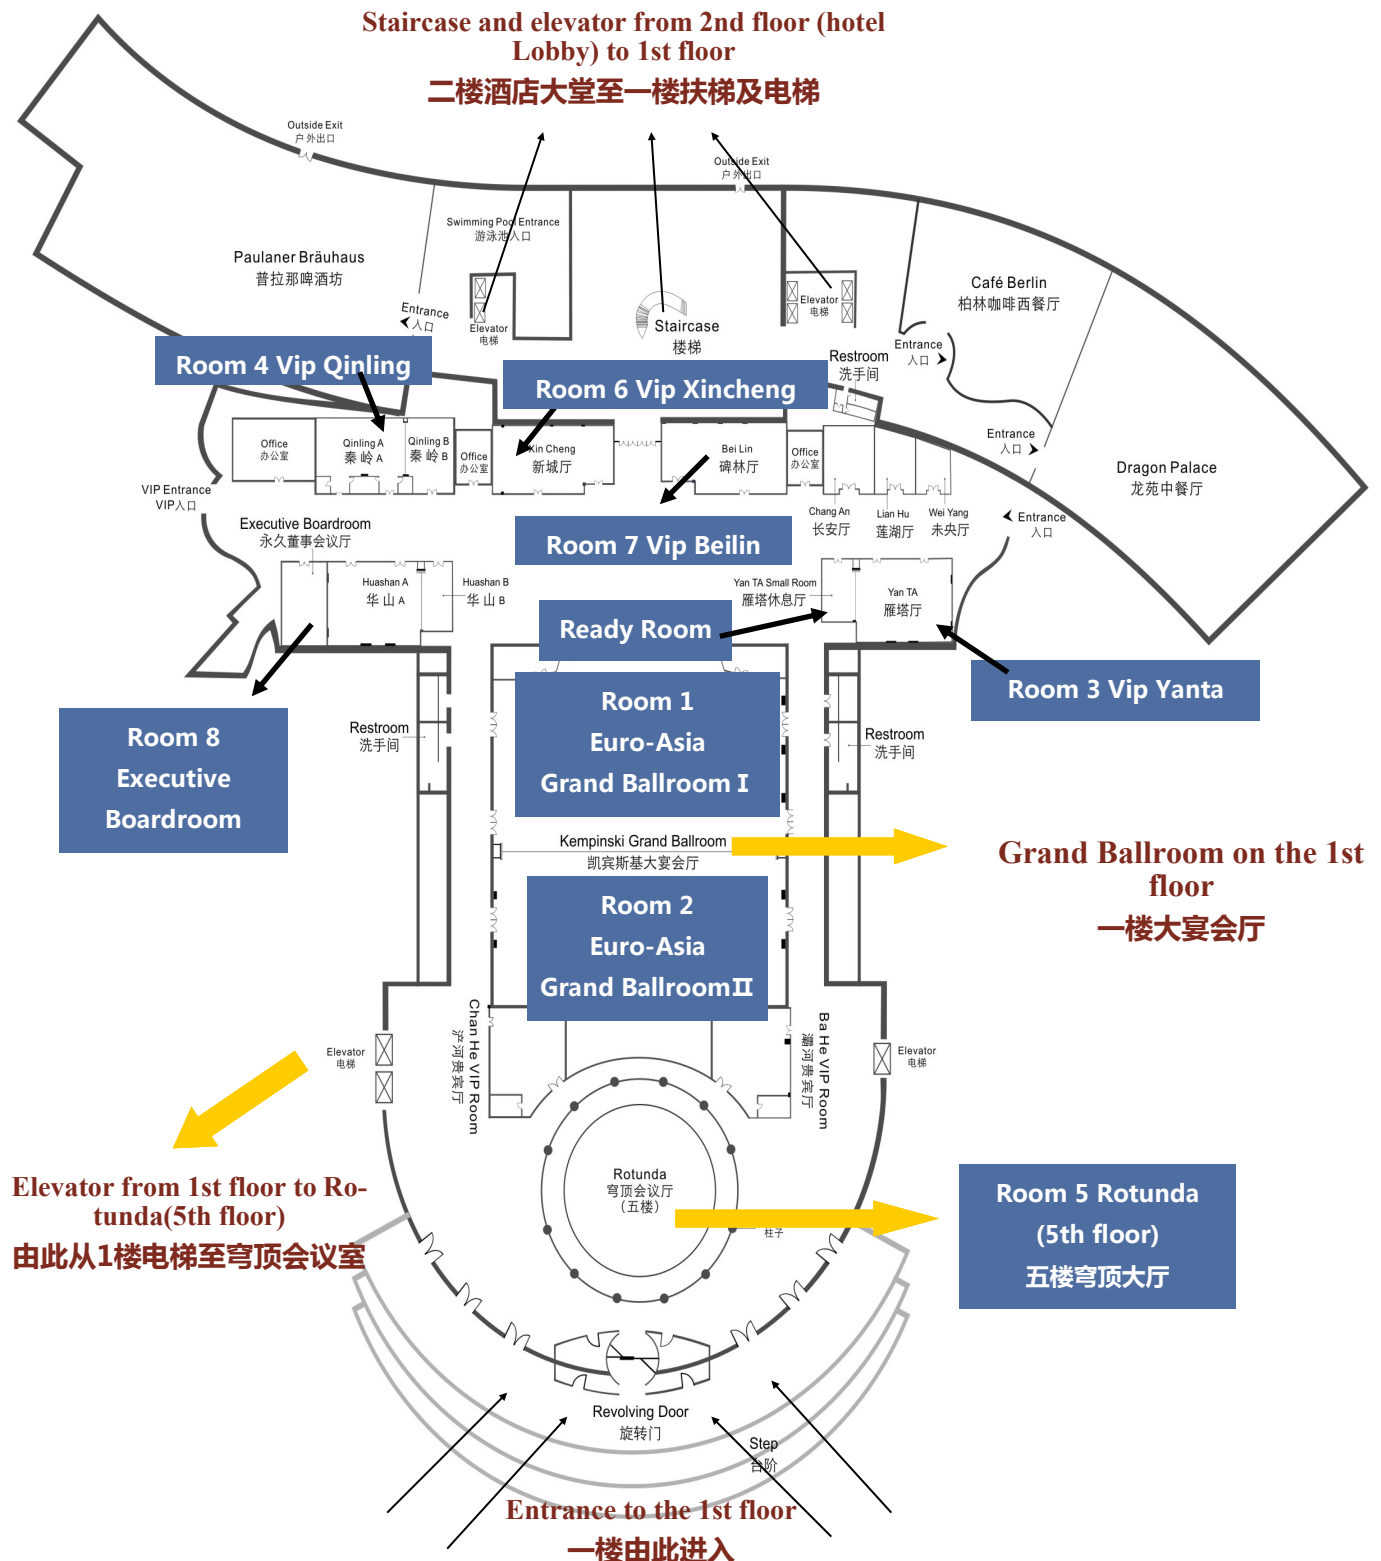 Staircase and elevator from 2nd floor (hotel
Lobby) to 1st floor
二楼酒店大堂至一楼扶梯及电梯
Outside Exit
户外出口
Outside Exit
户外出口
Swimming Pool Entrance
游泳池入口
Paulaner Bräuhaus
普拉那啤酒坊
Café Berlin
柏林咖啡西餐厅
Entrance
入口
Elevator
电梯
Staircase
楼梯
Elevator
电梯
Entrance
入口
Restroom
洗手间
Room 4 Vip Qinling
Room 6 Vip Xincheng
Office
办公室
Qinling A
秦岭 A
Qinling B
秦岭 B
Office
办公室
Xin Cheng
新城厅
Bei Lin
碑林厅
Office
办公室
Entrance
入口
Dragon Palace
龙苑中餐厅
VIP Entrance
VIP入口
Chang An
长安厅
Lian Hu
莲湖厅
Wei Yang
未央厅
Entrance
入口
Executive Boardroom
永久董事会议厅
Room 7 Vip Beilin
Huashan A
华山 A
Huashan B
华山 B
Yan TA Small Room
雁塔休息厅
Yan TA
雁塔厅
Ready Room
Room 3 Vip Yanta
Room 8
Executive
Boardroom
Restroom
洗手间
Room 1
Euro-Asia
Grand Ballroom Ⅰ
Restroom
洗手间
Kempinski Grand Ballroom
凯宾斯基大宴会厅
Grand Ballroom on the 1st
floor
一楼大宴会厅
Room 2
Euro-Asia
Grand BallroomⅡ
Chan He VIP Room
浐河贵宾厅
Ba He VIP Room
灞河贵宾厅
Elevator
电梯
Elevator
电梯
Elevator from 1st floor to Ro-
tunda(5th floor)
由此从1楼电梯至穹顶会议室
Rotunda
穹顶会议厅
（五楼）
柱子
Room 5 Rotunda
(5th floor)
五楼穹顶大厅
Revolving Door
旋转门
Step
台阶
Entrance to the 1st floor
一楼由此进入